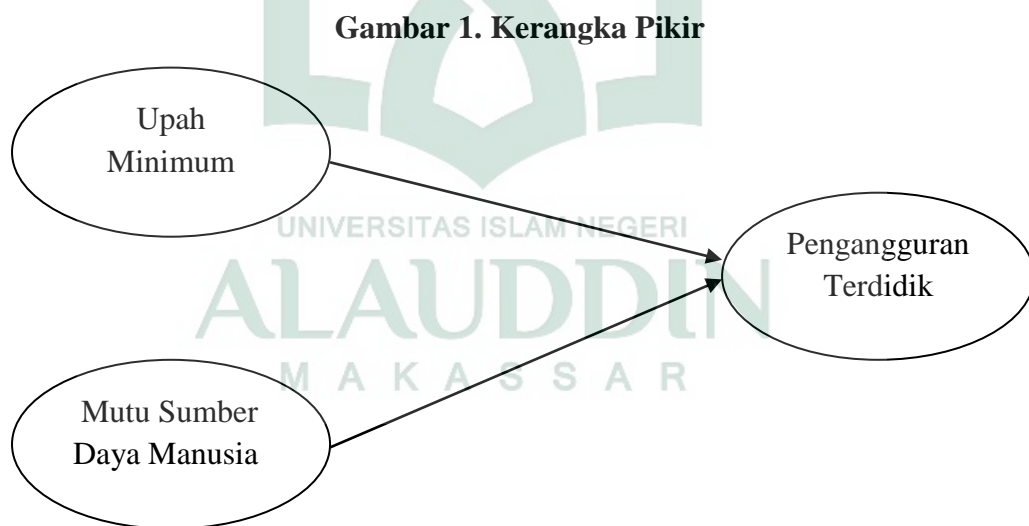 Gambar 1. Kerangka Pikir
Upah
Minimum
UNIVERSITAS ISLAM NEGERI
Pengangguran
Terdidik
ALAUDDIN
MAKASSAR
Mutu Sumber
Daya Manusia